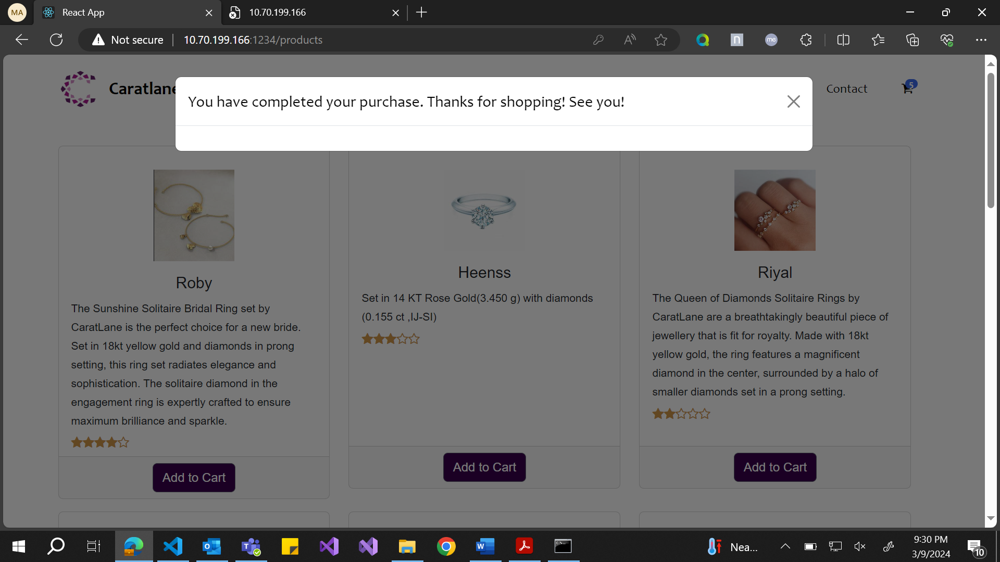 MA
React App
10.70.199.166
Not secure
10.70.199.166:1234/products
n
me
Caratlane
You have completed your purchase. Thanks for shopping! See you!
Contact
5
Roby
The Sunshine Solitaire Bridal Ring set by
CaratLane is the perfect choice for a new bride.
Set in 18kt yellow gold and diamonds in prong
setting, this ring set radiates elegance and
sophistication. The solitaire diamond in the
engagement ring is expertly crafted to ensure
maximum brilliance and sparkle.
Add to Cart
Heenss
Set in 14 KT Rose Gold(3.450 g) with diamonds
(0.155 ct ,IJ-SI)
Add to Cart
Riyal
The Queen of Diamonds Solitaire Rings by
CaratLane are a breathtakingly beautiful piece of
jewellery that is fit for royalty. Made with 18kt
yellow gold, the ring features a magnificent
diamond in the center, surrounded by a halo of
smaller diamonds set in a prong setting.
Add to Cart
Nea...
9:30 PM
3/9/2024
10